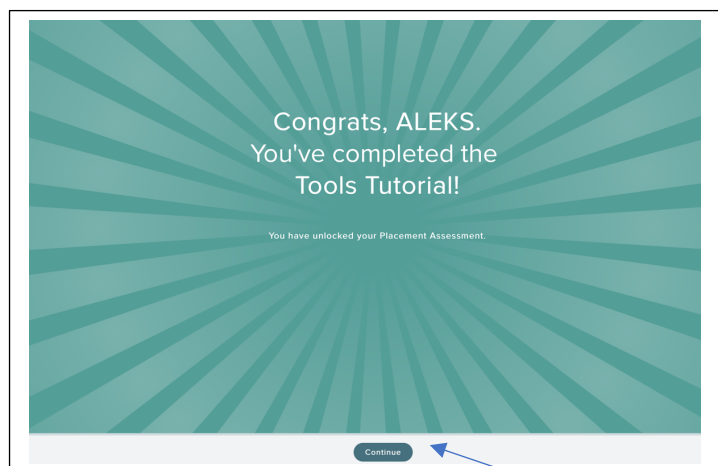 Congrats, ALEKS.
You've completed the
Tools Tutorial!
You have unlocked your Placement Assessment.
Continue